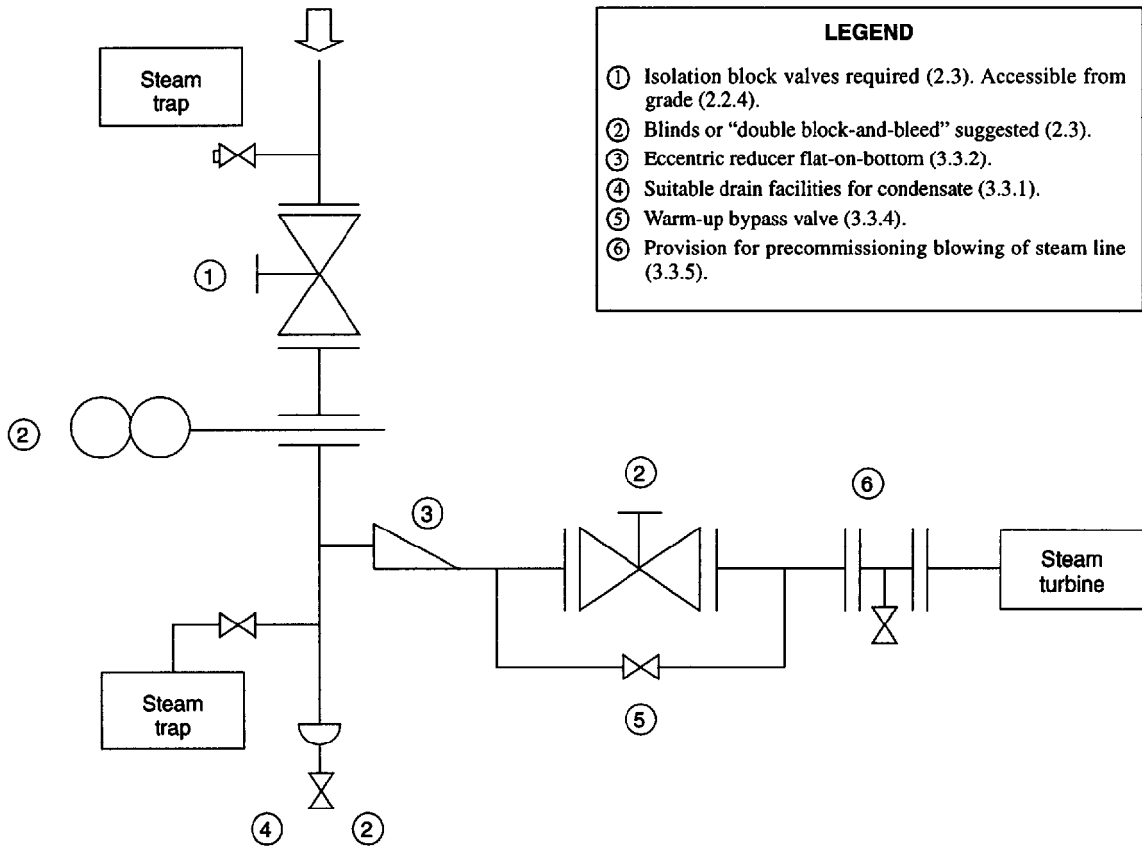 LEGEND
① Isolation block valves required (2.3). Accessible from
grade (2.2.4).
② Blinds or “double block-and-bleed” suggested (2.3).
③ Eccentric reducer flat-on-bottom (3.3.2).
④ Suitable drain facilities for condensate (3.3.1).
⑤ Warm-up bypass valve (3.3.4).
⑥ Provision for precommissioning blowing of steam line
(3.3.5).
Steam
trap
①
②
③
②
⑥
Steam
turbine
Steam
trap
⑤
④
②